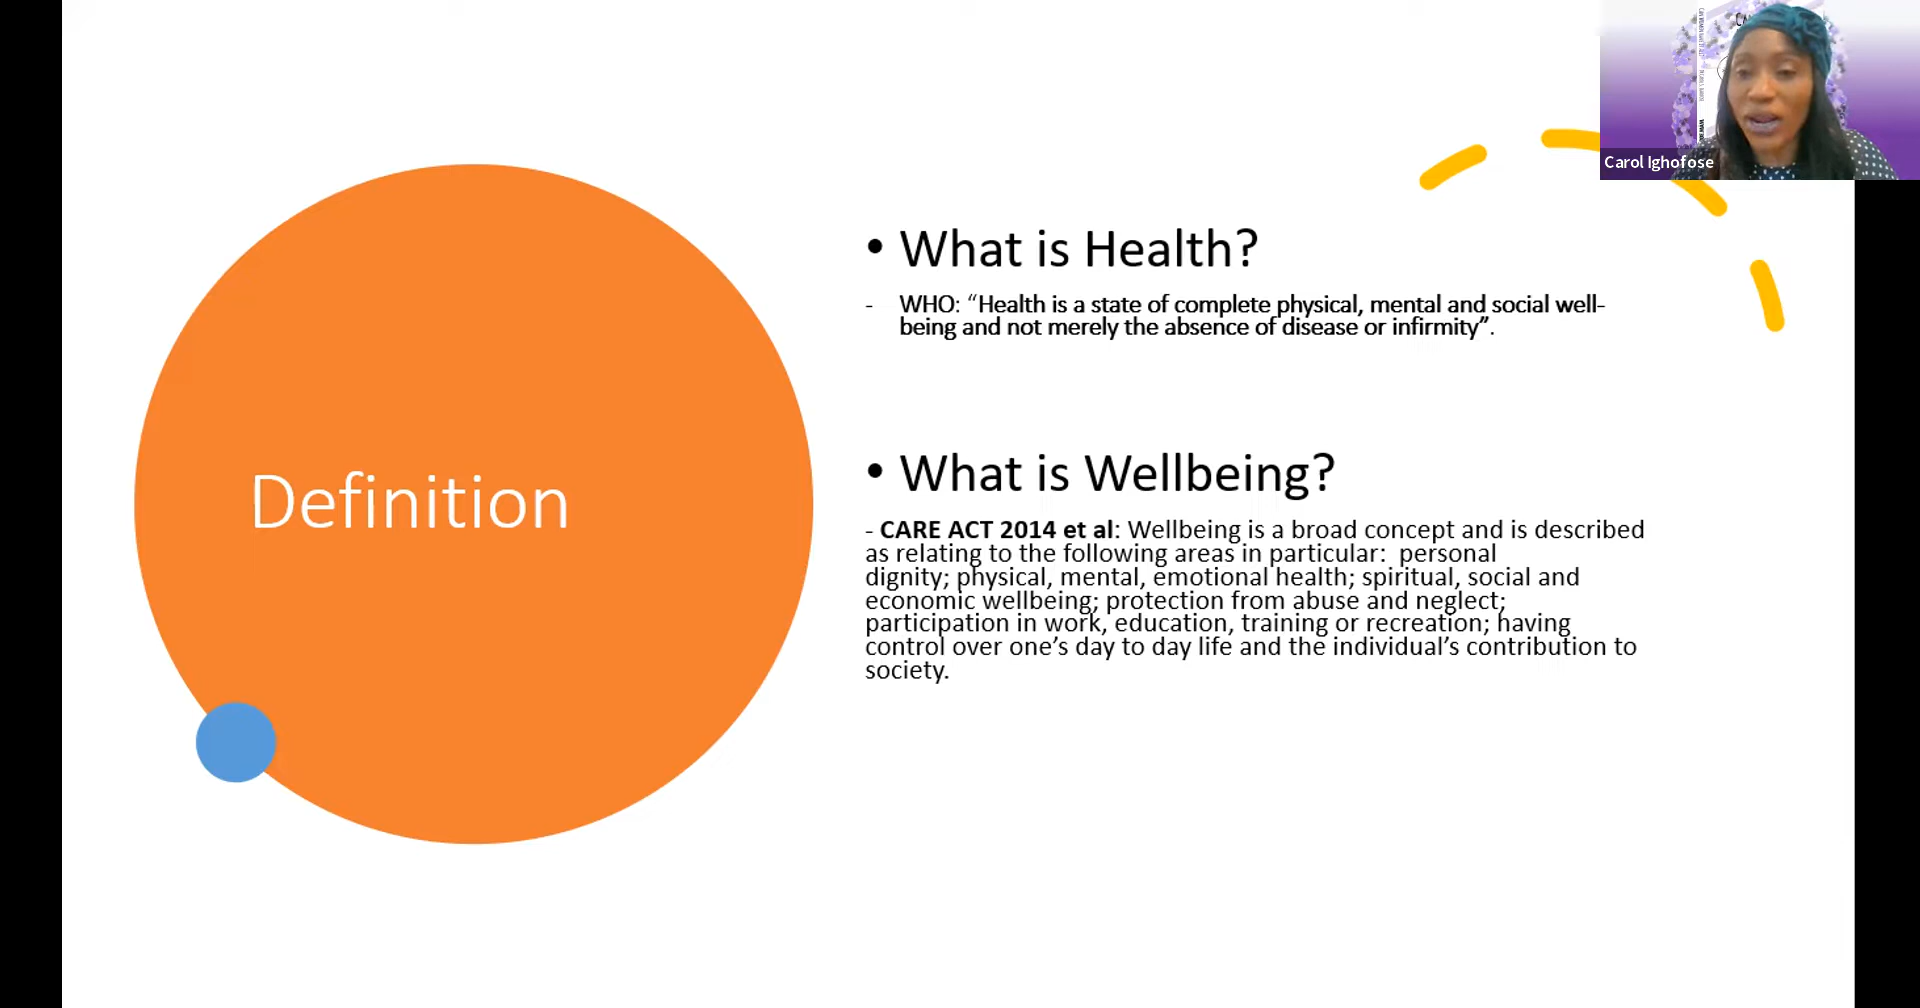 Carol Ighofose
Definition
• What is Health?
- WHO: “Health is a state of complete physical, mental and social well-
being and not merely the absence of disease or infirmity”.
• What is Wellbeing?
- CARE ACT 2014 et al: Wellbeing is a broad concept and is described
as relating to the following areas in particular: personal
dignity; physical, mental, emotional health; spiritual, social and
economic wellbeing; protection from abuse and neglect;
participation in work, education, training or recreation; having
control over one’s day to day life and the individual’s contribution to
society.